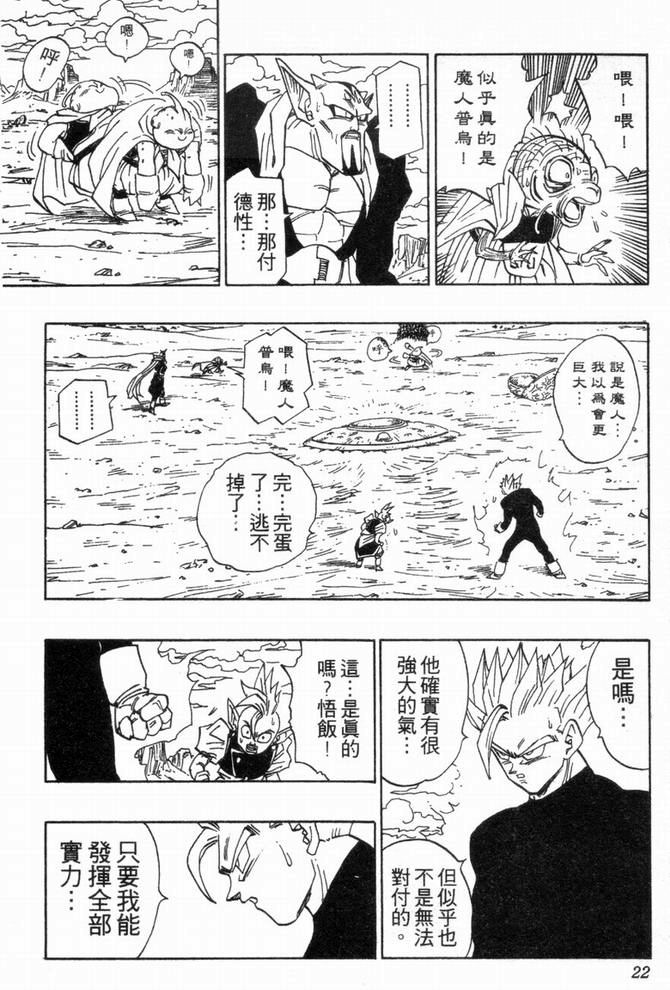 喂！喂！
似乎真的是
魔人普烏！
………
那…那付
德性…
嗯！
嗯！
呼！
說是魔人…
我以為會更
巨大…
呼！
喂！魔人
普烏！
………
完…完蛋
了…逃不
掉了…
是嗎…
他確實有很
強大的氣…
但似乎也
不是無法
對付的。
這…是真的
嗎？悟飯！
只要我能
發揮全部
實力…
22